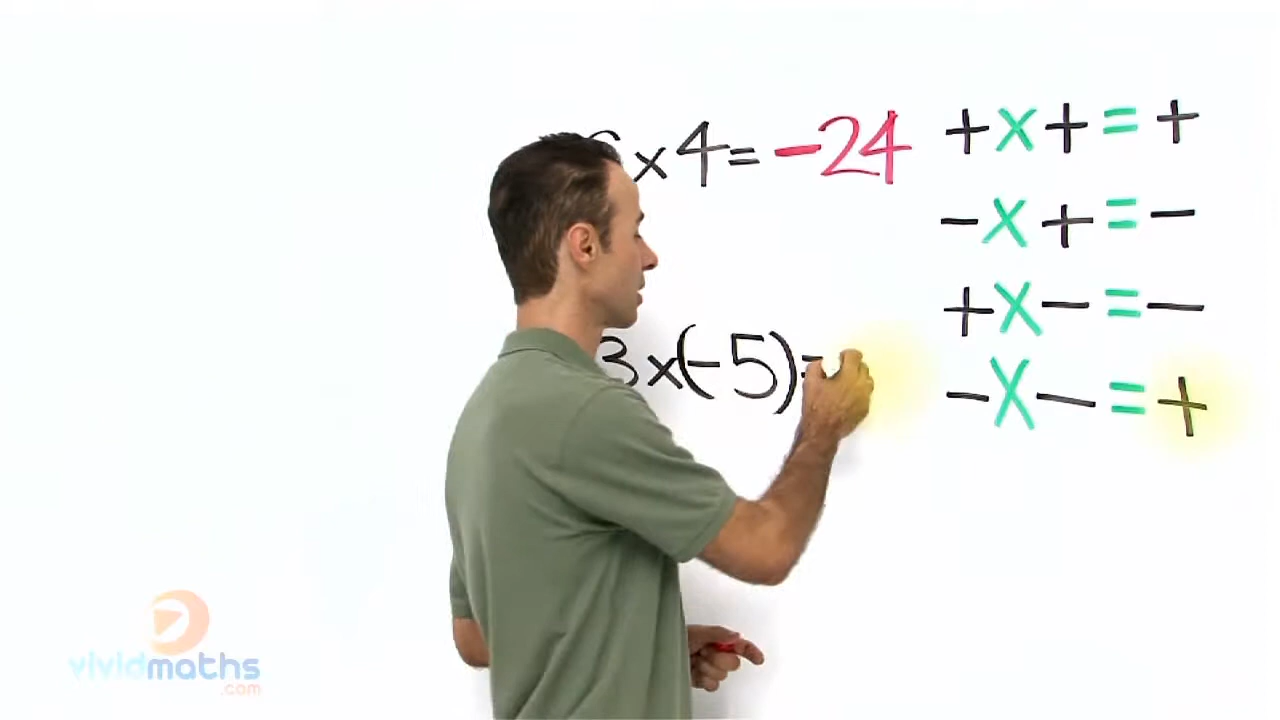 x 4 = -24
+ x + = +
- x + = -
3 x (-5) =
+ x - = -
- x - = +
vividmaths
.com